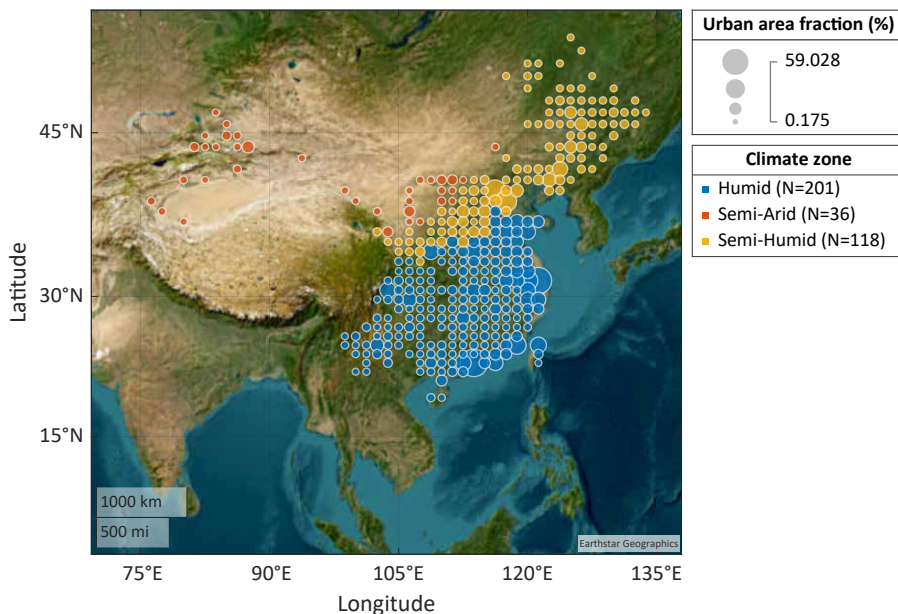 Urban area fraction (%)
59.028
0.175
Climate zone
Humid (N=201)
Semi-Arid (N=36)
Semi-Humid (N=118)
45°N
30°N
15°N
Latitude
1000 km
500 mi
Earthstar Geographics
75°E 90°E 105°E 120°E 135°E
Longitude